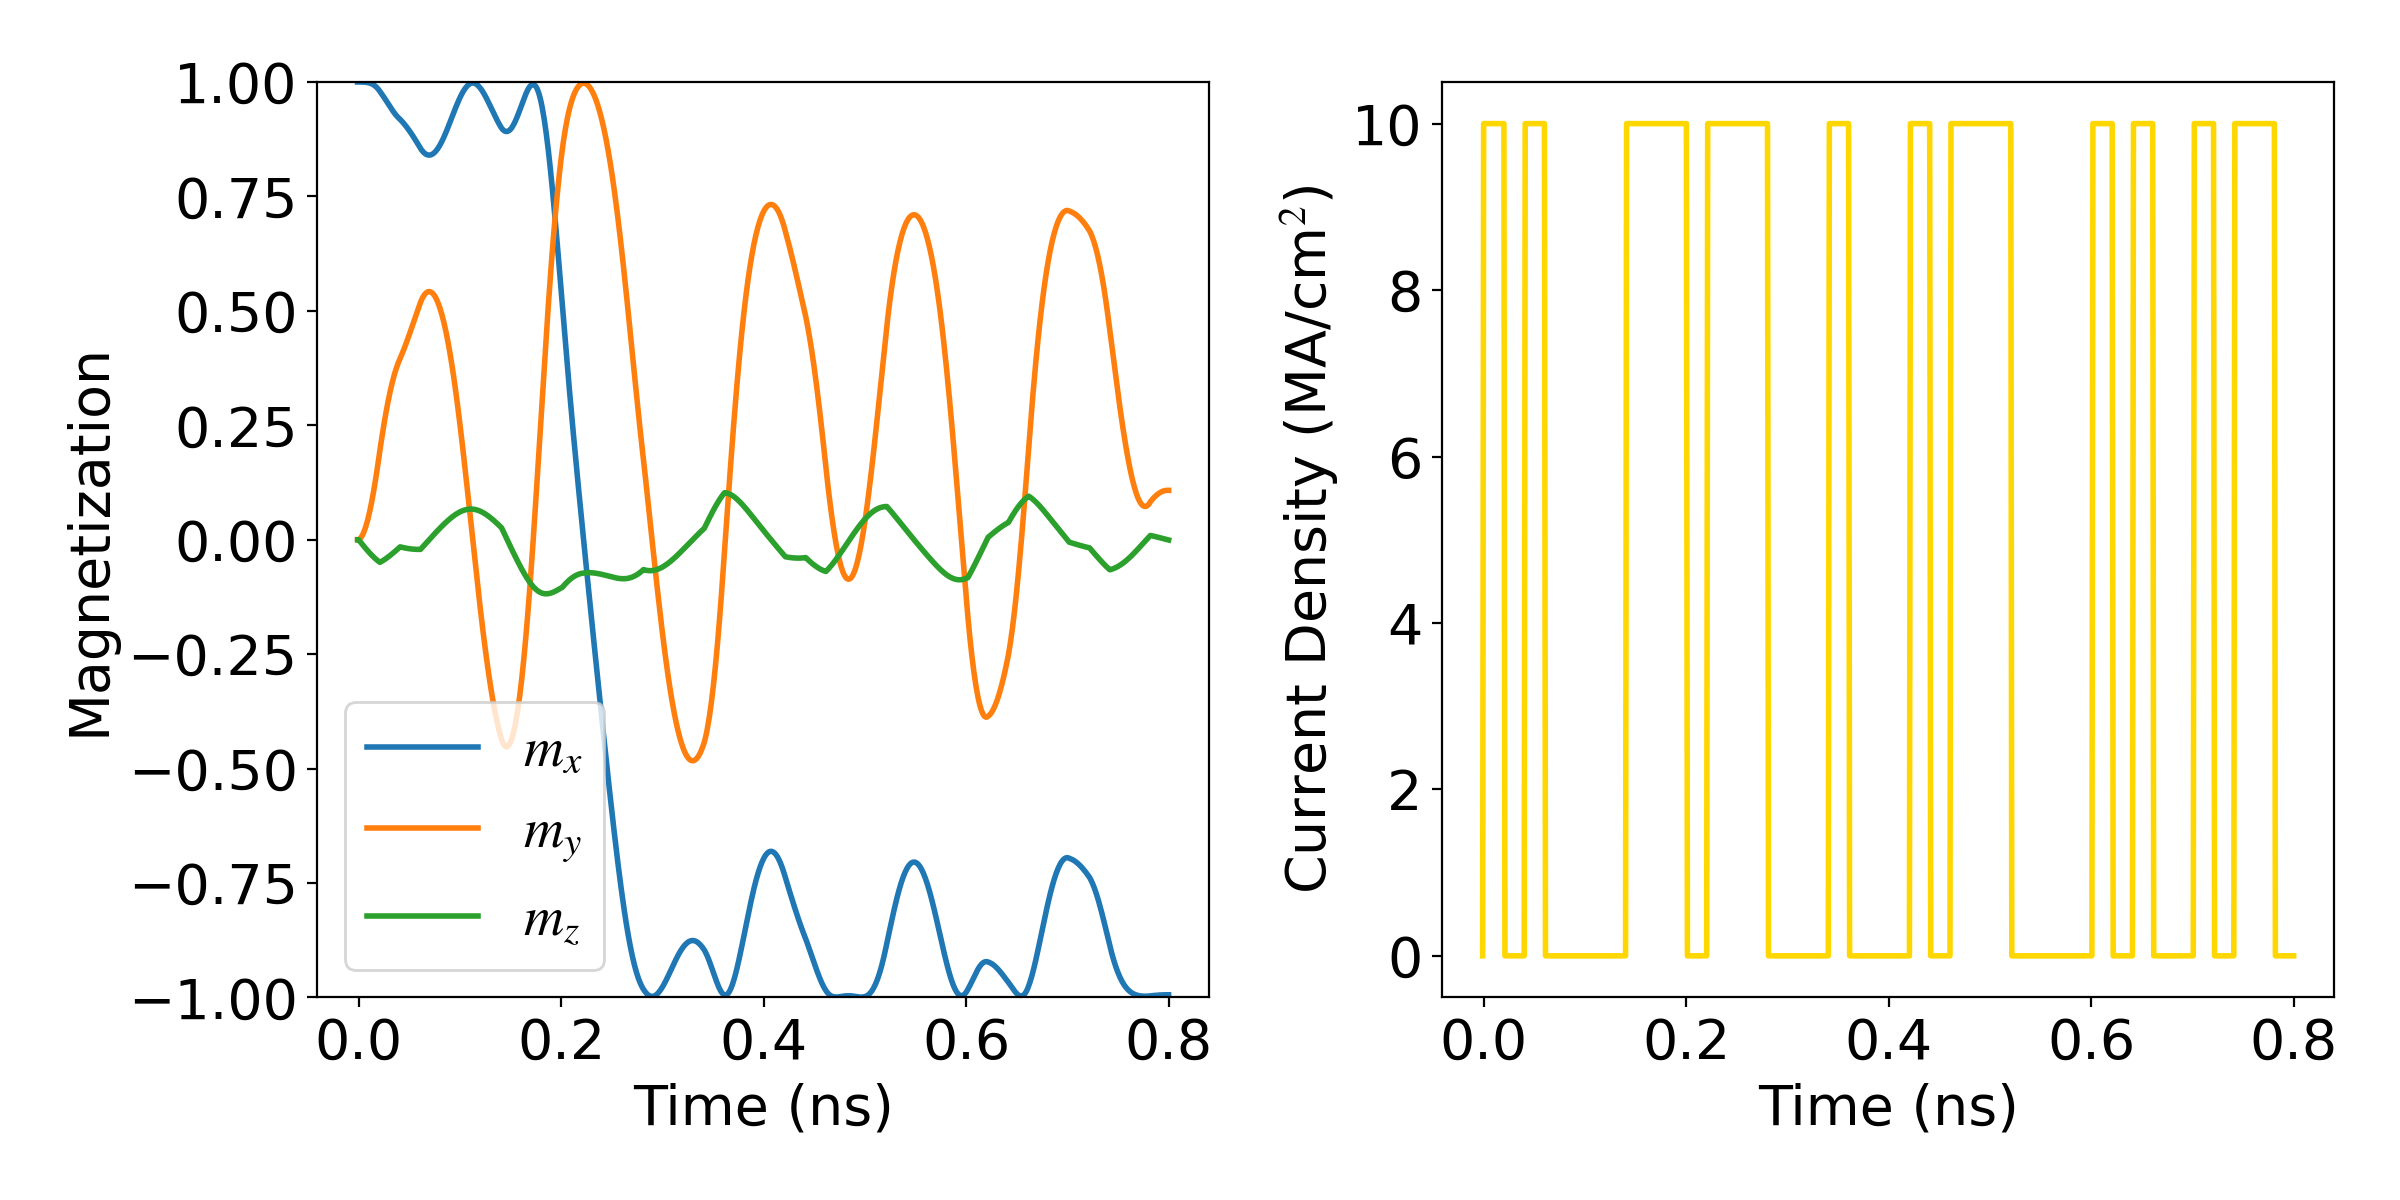 Magnetization
1.00
0.75
0.50
0.25
0.00
−0.25
−0.50
−0.75
−1.00
m_x
m_y
m_z
0.0 0.2 0.4 0.6 0.8
Time (ns)
Current Density (MA/cm²)
10
8
6
4
2
0
0.0 0.2 0.4 0.6 0.8
Time (ns)